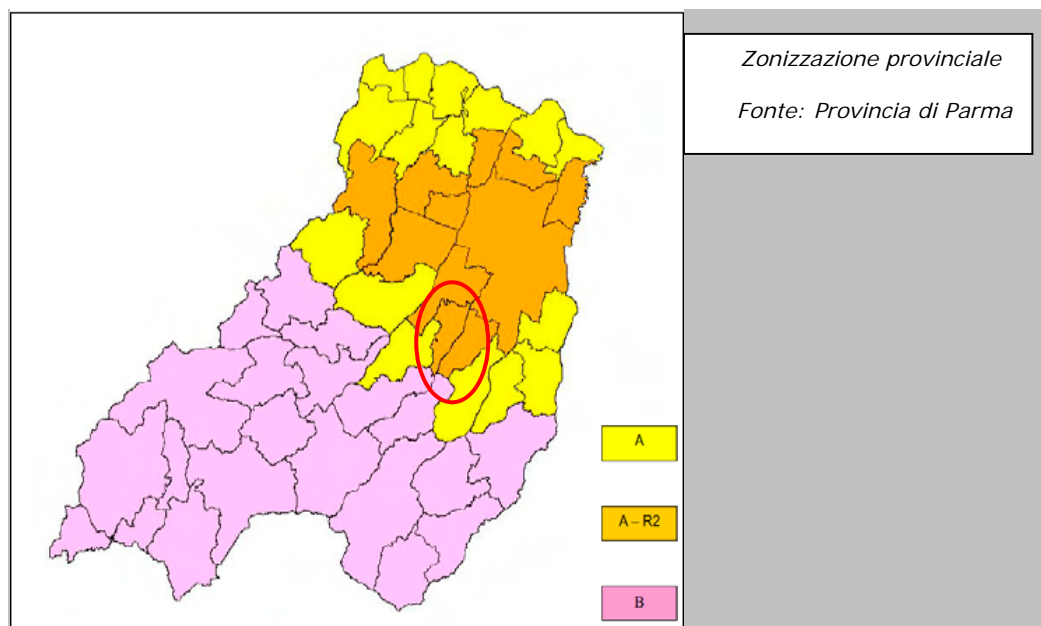 Zonizzazione provinciale
Fonte: Provincia di Parma
A
A – R2
B